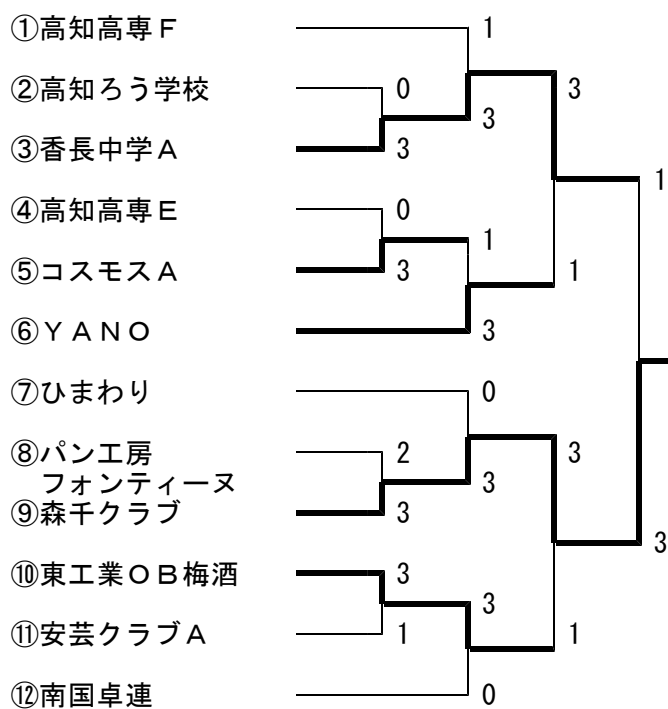 ①高知高専Ｆ
1
②高知ろう学校
0
3
3
③香長中学Ａ
3
1
④高知高専Ｅ
0
1
⑤コスモスＡ
3
1
⑥ＹＡＮＯ
3
⑦ひまわり
0
⑧パン工房
2
3
フォンティーヌ
3
⑨森千クラブ
3
3
⑩東工業ＯＢ梅酒
3
3
⑪安芸クラブＡ
1
1
⑫南国卓連
0